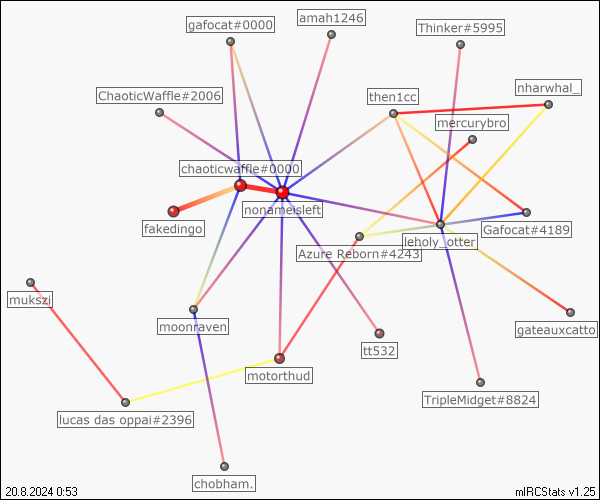 gafocat#0000
amah1246
Thinker#5995
ChaoticWaffle#2006
then1cc
nharwhal_
mercurybro
chaoticwaffle#0000
nonameisleft
fakedingo
Azure Reborn#4243
leholy_otter
Gafocat#4189
mukszi
moonraven
gateauxcatto
tt532
motorthud
TripleMidget#8824
lucas das oppai#2396
chobham.
20.8.2024 0:53
mIRCStats v1.25